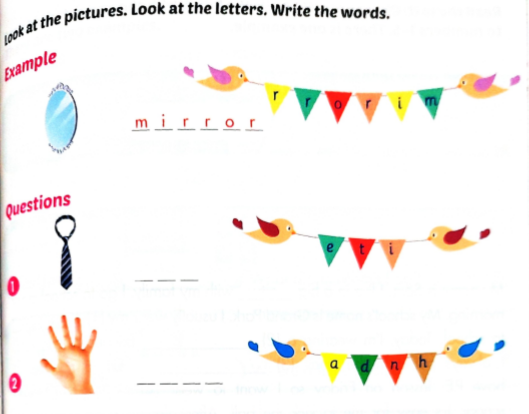 Look at the pictures. Look at the letters. Write the words.
Example
r r o r i m
m i r r o r
Questions
e t i
1
_ _ _
a d n h
2
_ _ _ _